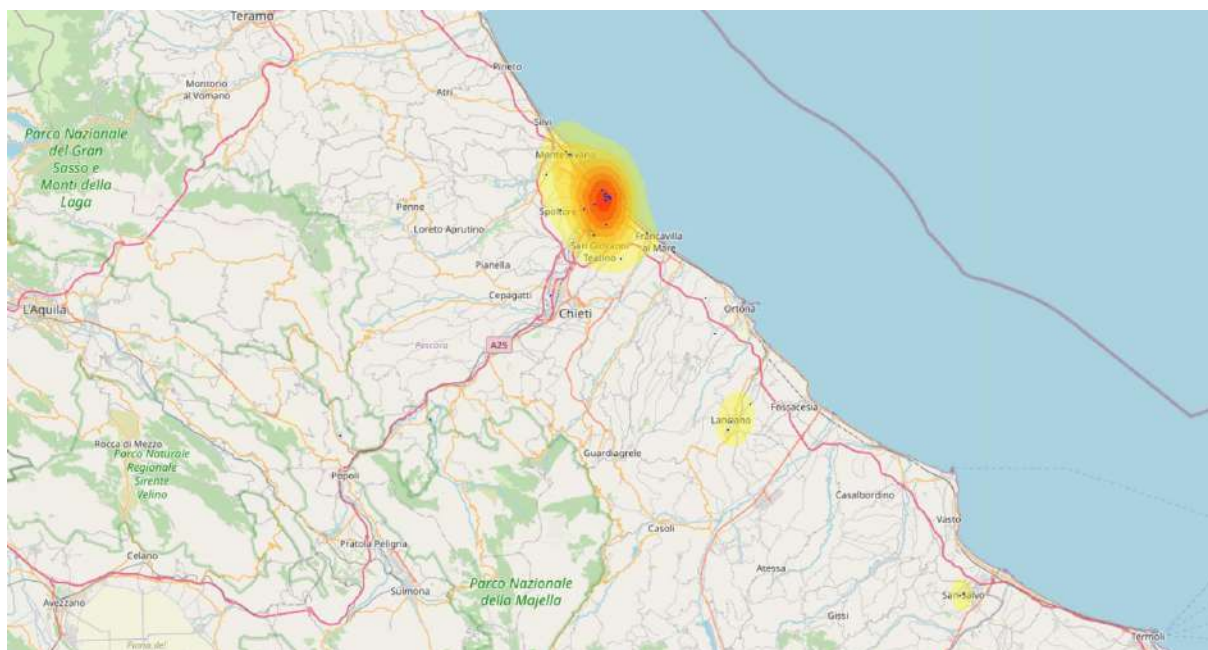 Teramo
Pineto
Montorio
al Vomano
Atri
Silvi
Parco Nazionale
del Gran
Sasso e
Monti della
Laga
Montesilvano
Penne
Spoltore
Loreto Aprutino
Francavilla
al Mare
San Giovanni
Teatino
Pianella
Cepagatti
L'Aquila
Chieti
Ortona
Pescara
A25
Lanciano
Fossacesia
Rocca di Mezzo
Parco Naturale
Regionale
Sirente
Velino
Guardiagrele
Popoli
Casalbordino
Vasto
Casoli
Pratola Peligna
Celano
Atessa
Parco Nazionale
della Majella
Sulmona
San Salvo
Avezzano
Gissi
Termoli